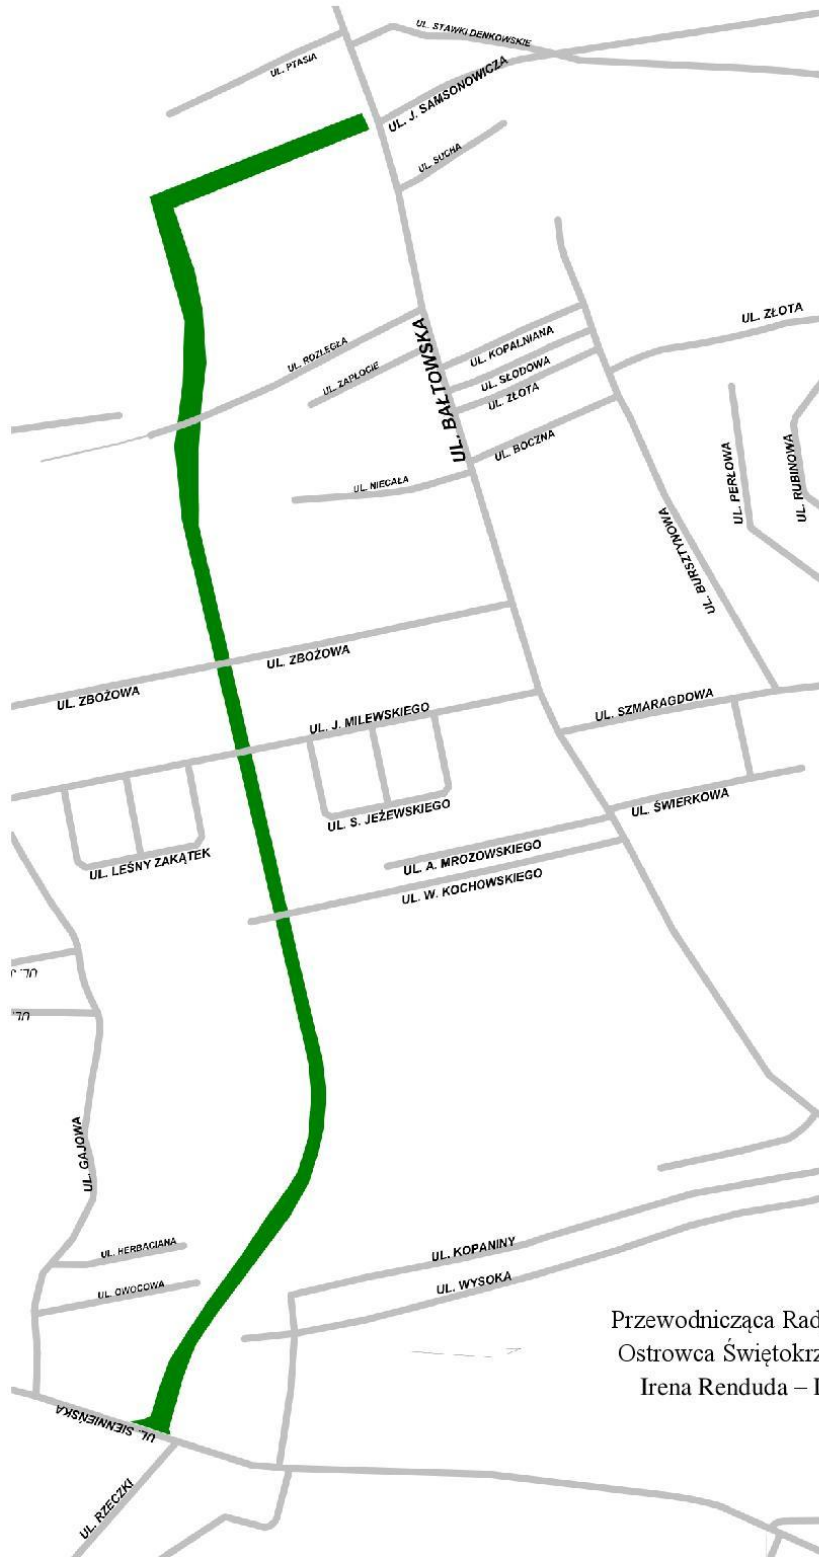 UL. STAWKI DENKOWSKIE
UL. PTASIA
UL. J. SAMSONOWICZA
UL. SUCHA
UL. ZŁOTA
UL. ROZLEGŁA
UL. KOPALNIANA
UL. ZAPŁOCIE
UL. SŁODOWA
UL. ZŁOTA
UL. BAŁTOWSKA
UL. BOCZNA
UL. NIECAŁA
UL. PERŁOWA
UL. RUBINOWA
UL. BURSZTYNOWA
UL. ZBOŻOWA
UL. ZBOŻOWA
UL. J. MILEWSKIEGO
UL. SZMARAGDOWA
UL. S. JEŻEWSKIEGO
UL. ŚWIERKOWA
UL. LEŚNY ZAKĄTEK
UL. A. MROZOWSKIEGO
UL. W. KOCHOWSKIEGO
UL. J
UL.
UL. GAJOWA
UL. HERBACIANA
UL. KOPANINY
UL. OWOCOWA
UL. WYSOKA
Przewodnicząca Rad
Ostrowca Świętokrz
Irena Renduda – I
UL. SIENNIEŃSKA
UL. RZECZKI